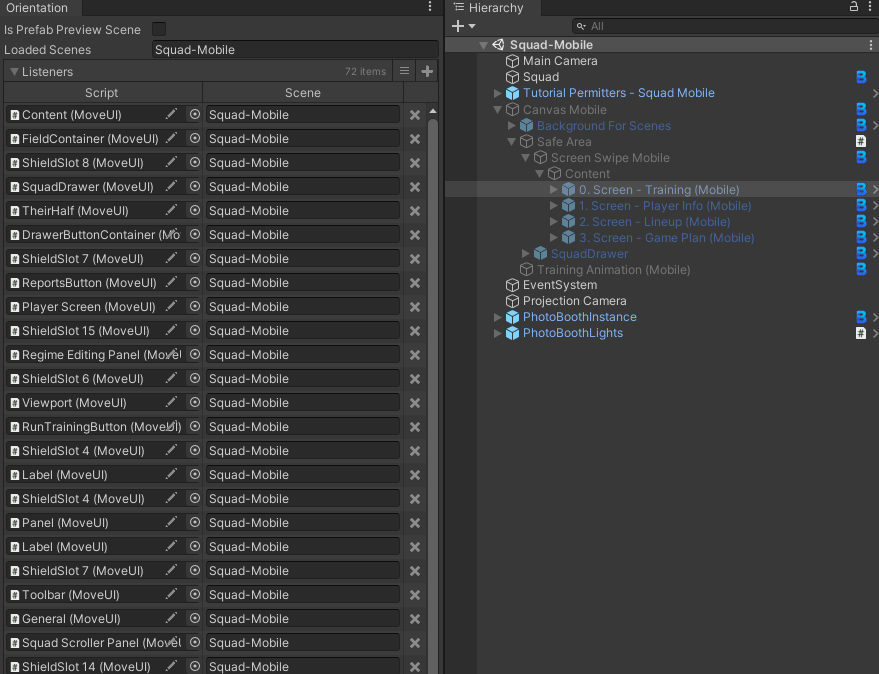 Orientation
Is Prefab Preview Scene
Loaded Scenes Squad-Mobile
Listeners 72 items
Script Scene
Content (MoveUI) Squad-Mobile
FieldContainer (MoveUI) Squad-Mobile
ShieldSlot 8 (MoveUI) Squad-Mobile
SquadDrawer (MoveUI) Squad-Mobile
TheirHalf (MoveUI) Squad-Mobile
DrawerButtonContainer (Mo Squad-Mobile
ShieldSlot 7 (MoveUI) Squad-Mobile
ReportsButton (MoveUI) Squad-Mobile
Player Screen (MoveUI) Squad-Mobile
ShieldSlot 15 (MoveUI) Squad-Mobile
Regime Editing Panel (MoveI Squad-Mobile
ShieldSlot 6 (MoveUI) Squad-Mobile
Viewport (MoveUI) Squad-Mobile
RunTrainingButton (MoveUI) Squad-Mobile
ShieldSlot 4 (MoveUI) Squad-Mobile
Label (MoveUI) Squad-Mobile
ShieldSlot 4 (MoveUI) Squad-Mobile
Panel (MoveUI) Squad-Mobile
Label (MoveUI) Squad-Mobile
ShieldSlot 7 (MoveUI) Squad-Mobile
Toolbar (MoveUI) Squad-Mobile
General (MoveUI) Squad-Mobile
Squad Scroller Panel (MoveU Squad-Mobile
ShieldSlot 14 (MoveUI) Squad-Mobile
Hierarchy
All
Squad-Mobile
Main Camera
Squad
Tutorial Permitters - Squad Mobile
Canvas Mobile
Background For Scenes
Safe Area
Screen Swipe Mobile
Content
0. Screen - Training (Mobile)
1. Screen - Player Info (Mobile)
2. Screen - Lineup (Mobile)
3. Screen - Game Plan (Mobile)
SquadDrawer
Training Animation (Mobile)
EventSystem
Projection Camera
PhotoBoothInstance
PhotoBoothLights